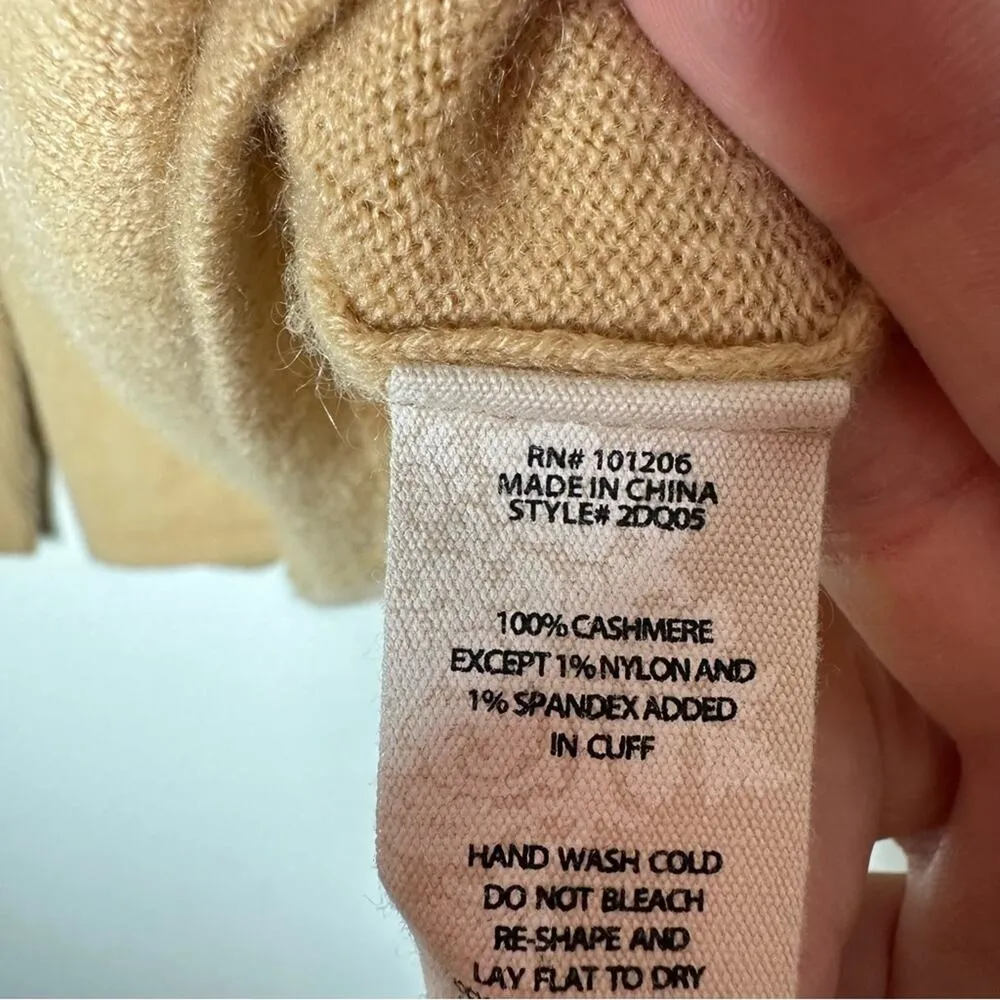 RN# 101206
MADE IN CHINA
STYLE# 2DQ05
100% CASHMERE
EXCEPT 1% NYLON AND
1% SPANDEX ADDED
IN CUFF
HAND WASH COLD
DO NOT BLEACH
RE-SHAPE AND
LAY FLAT TO DRY